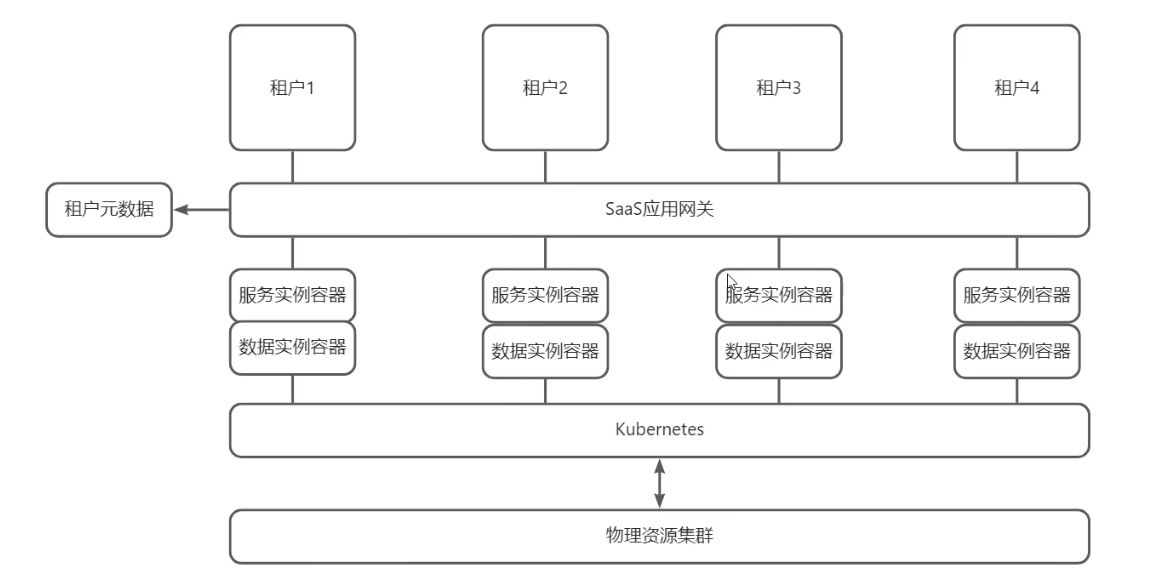 租户1
租户2
租户3
租户4
租户元数据
SaaS应用网关
服务实例容器
服务实例容器
服务实例容器
服务实例容器
数据实例容器
数据实例容器
数据实例容器
数据实例容器
Kubernetes
物理资源集群